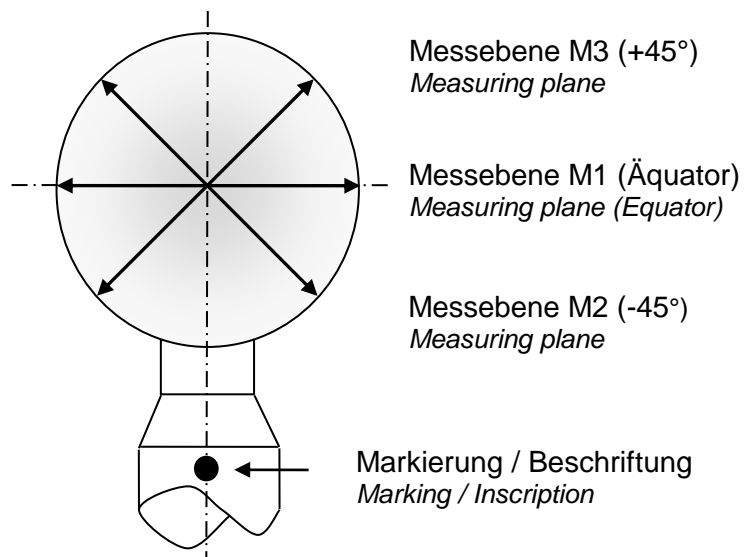 Messebene M3 (+45°)
Measuring plane
Messebene M1 (Äquator)
Measuring plane (Equator)
Messebene M2 (-45°)
Measuring plane
Markierung / Beschriftung
Marking / Inscription